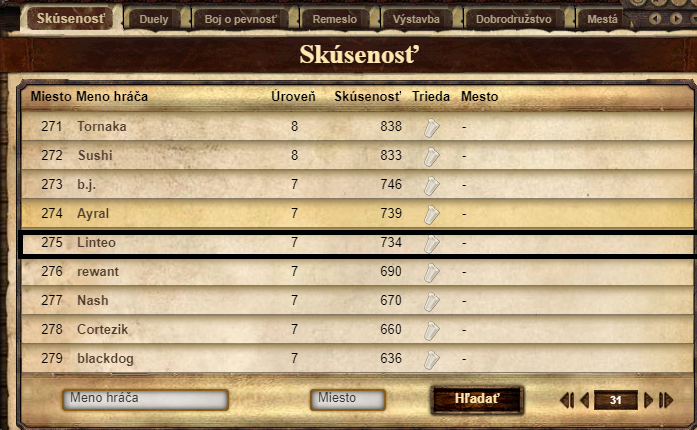 Skúsenosť Duely Boj o pevnosť Remeslo Výstavba Dobrodružstvo Mestá
Skúsenosť
Miesto Meno hráča Úroveň Skúsenosť Trieda Mesto
271 Tornaka 8 838 -
272 Sushi 8 833 -
273 b.j. 7 746 -
274 Ayral 7 739 -
275 Linteo 7 734 -
276 rewant 7 690 -
277 Nash 7 670 -
278 Cortezik 7 660 -
279 blackdog 7 636 -
Meno hráča Miesto Hľadať 31